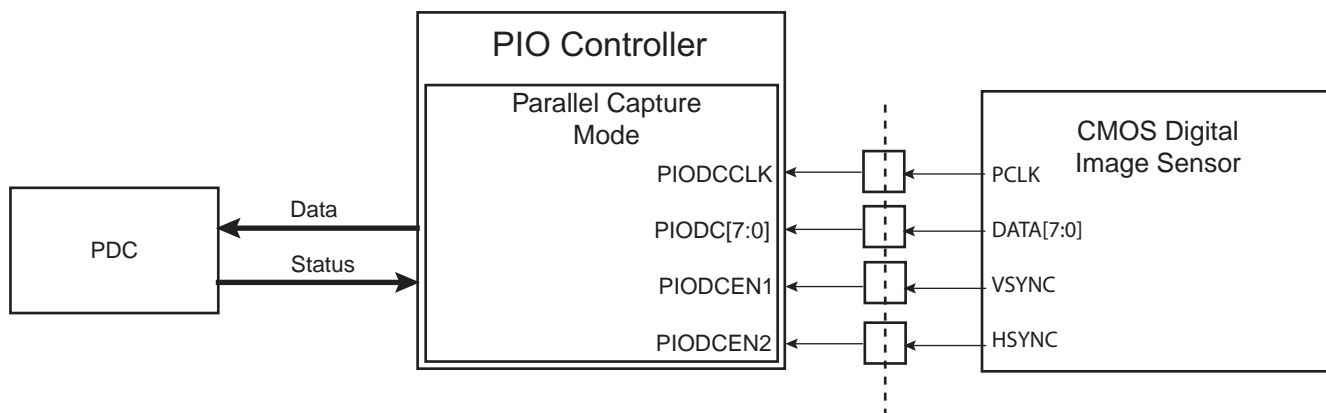 PIO Controller
Parallel Capture
Mode
CMOS Digital
Image Sensor
PIODCCLK
PCLK
Data
PDC
PIODC[7:0]
DATA[7:0]
Status
PIODCEN1
VSYNC
PIODCEN2
HSYNC